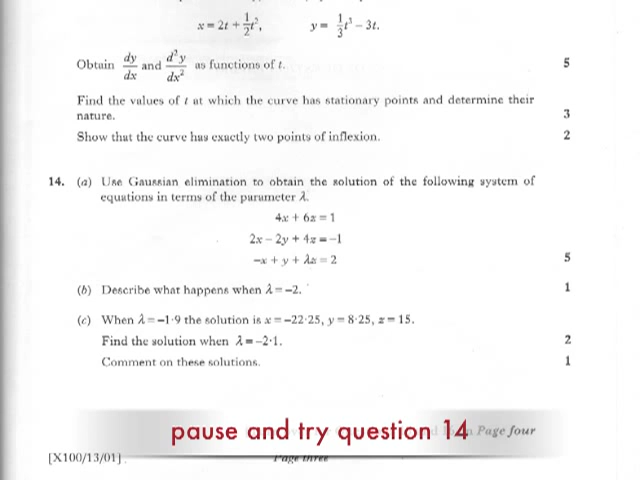 x = 2t + 1/2 t², y = 1/3 t³ − 3t.
Obtain dy/dx and d²y/dx² as functions of t. 5
Find the values of t at which the curve has stationary points and determine their
nature. 3
Show that the curve has exactly two points of inflexion. 2
14. (a) Use Gaussian elimination to obtain the solution of the following system of
equations in terms of the parameter λ.
4x + 6z = 1
2x − 2y + 4z = −1
−x + y + λz = 2 5
(b) Describe what happens when λ = −2. 1
(c) When λ = −1·9 the solution is x = −22·25, y = 8·25, z = 15.
Find the solution when λ = −2·1. 2
Comment on these solutions. 1
pause and try question 14
Page four
[X100/13/01]
Page three